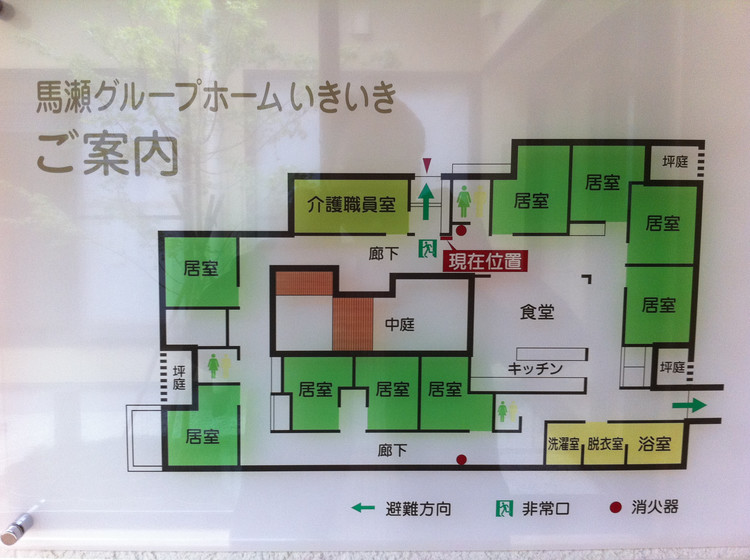 馬瀬グループホームいきいき
ご案内
坪庭
居室
居室
介護職員室
居室
居室
廊下
現在位置
居室
居室
食堂
中庭
坪庭
キッチン
坪庭
居室
居室
居室
居室
洗濯室
脱衣室
浴室
廊下
避難方向
非常口
消火器